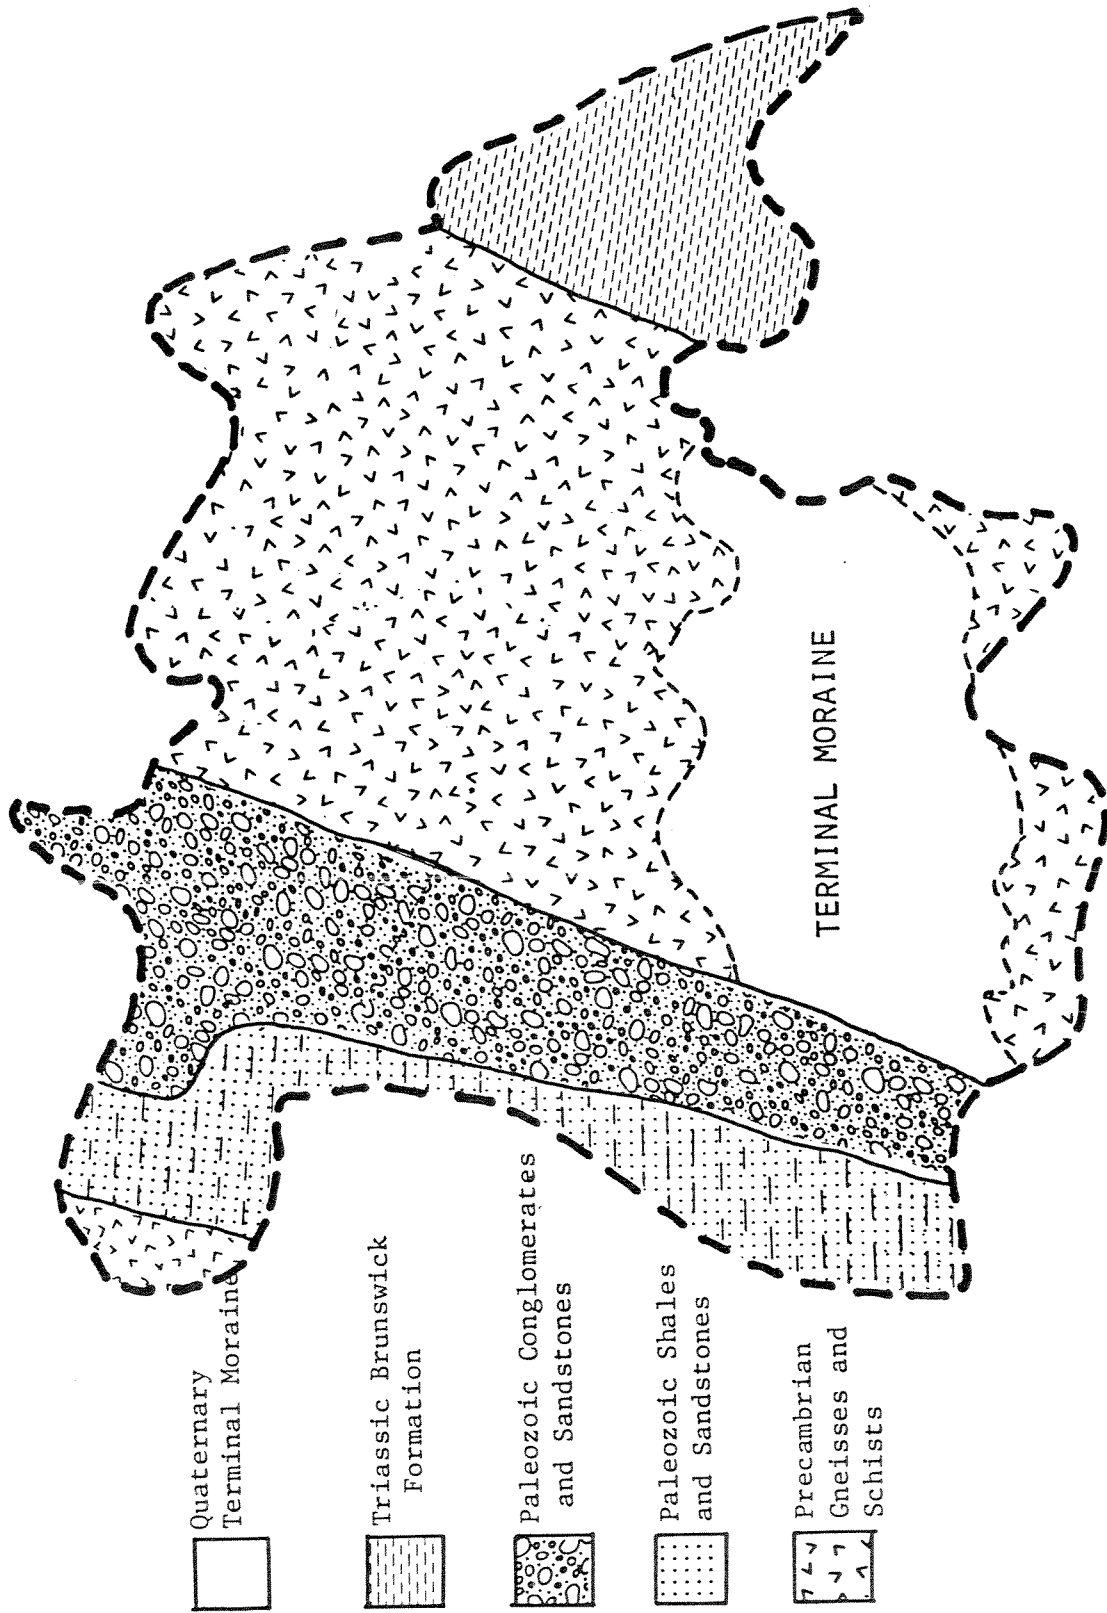 TERMINAL MORAINE
Quaternary
Terminal Moraine
Triassic Brunswick
Formation
Paleozoic Conglomerates
and Sandstones
Paleozoic Shales
and Sandstones
Precambrian
Gneisses and
Schists